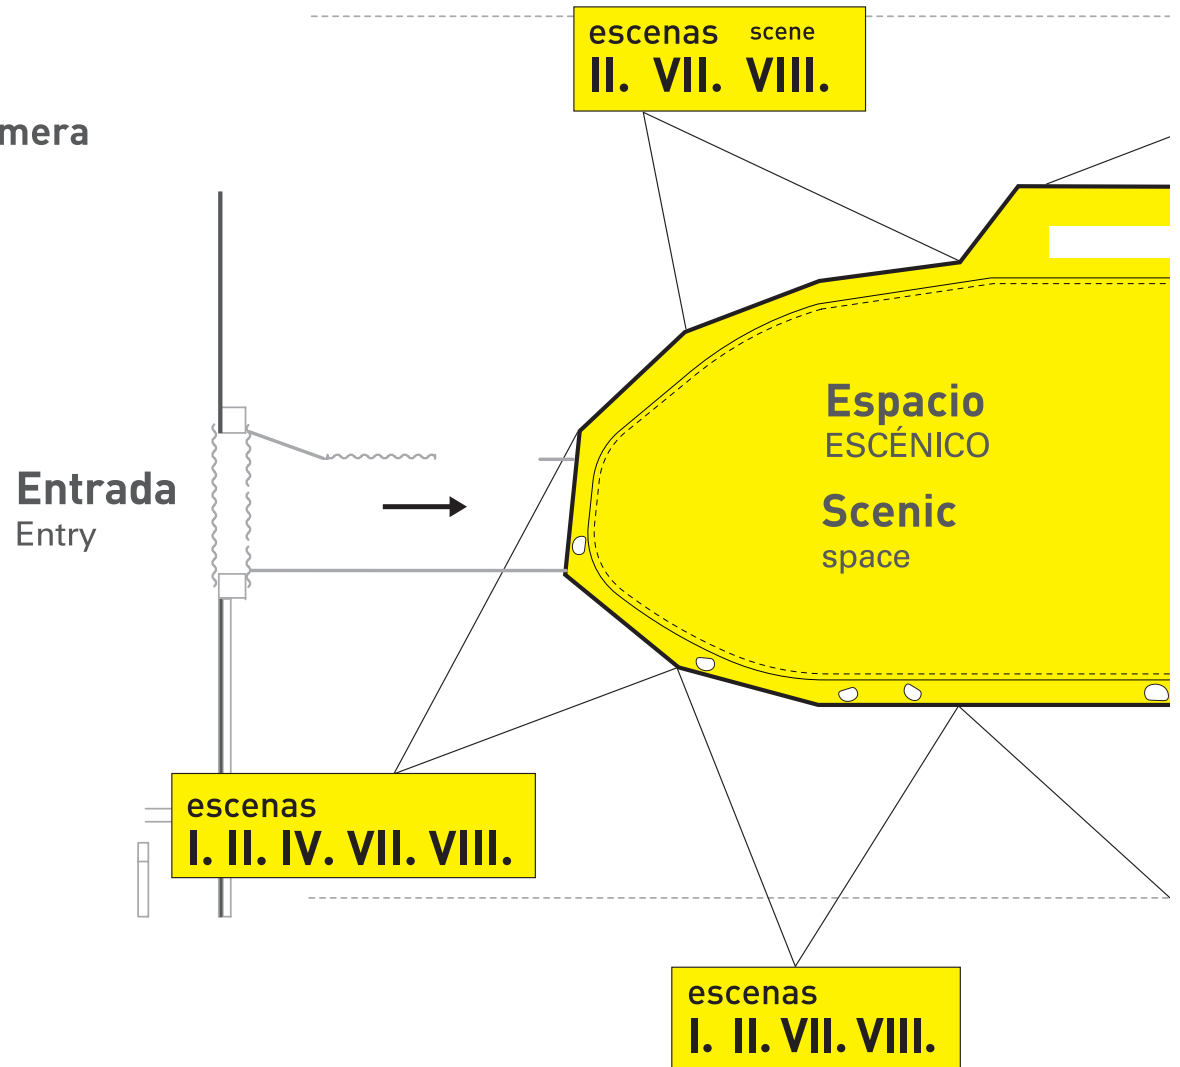 escenas scene
II. VII. VIII.
mera
Espacio
ESCÉNICO
Scenic
space
Entrada
Entry
escenas
I. II. IV. VII. VIII.
escenas
I. II. VII. VIII.